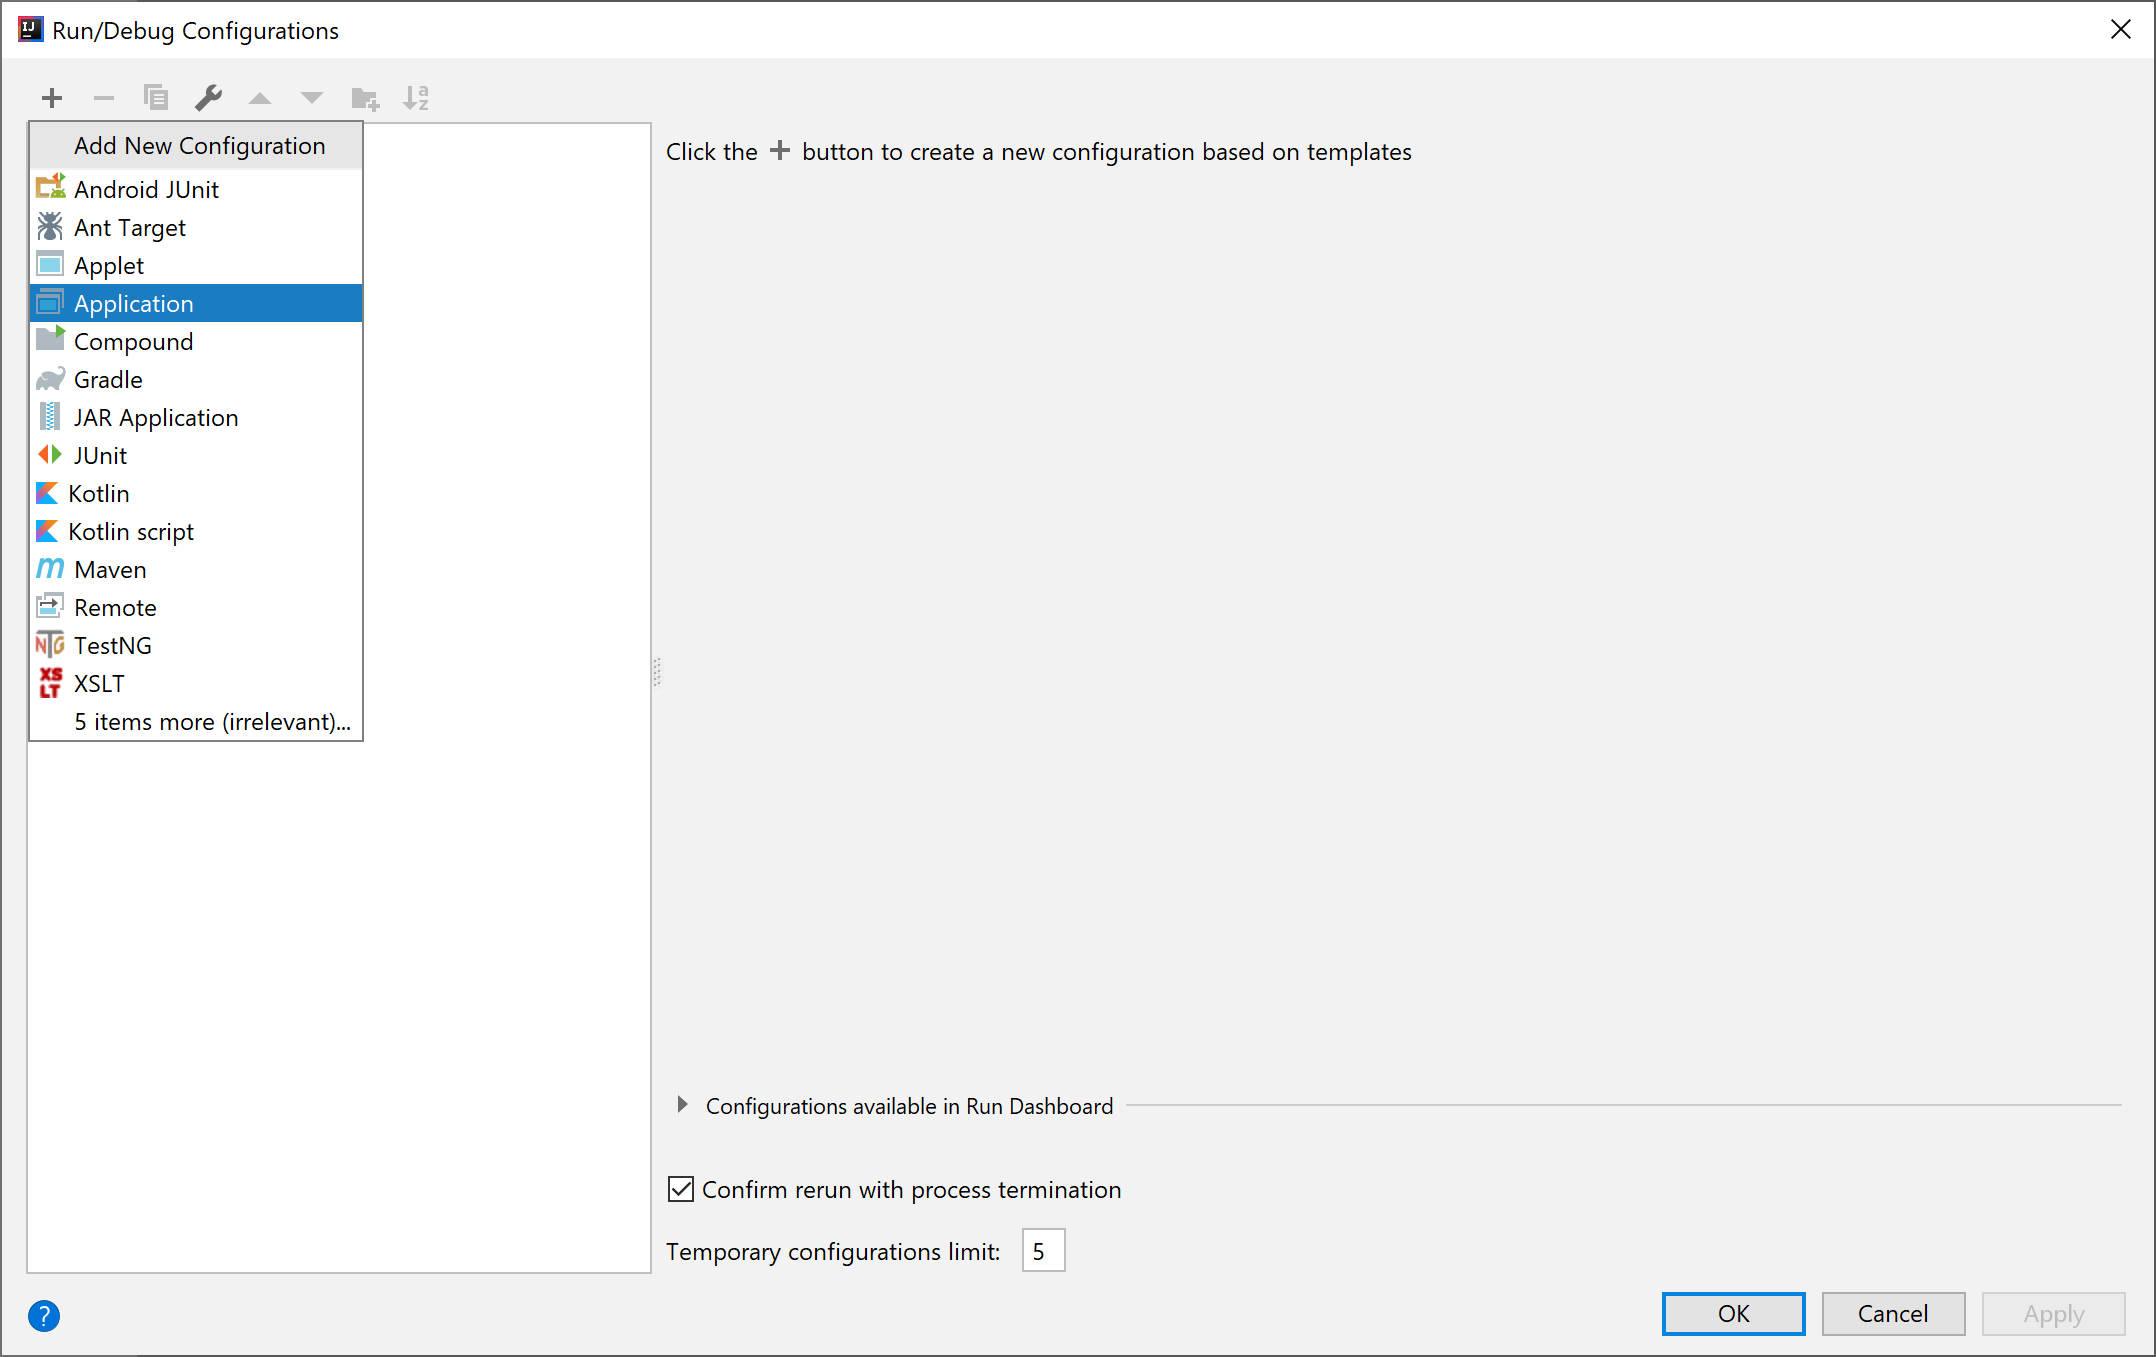 Run/Debug Configurations
Add New Configuration
Android JUnit
Ant Target
Applet
Application
Compound
Gradle
JAR Application
JUnit
Kotlin
Kotlin script
Maven
Remote
TestNG
XSLT
5 items more (irrelevant)...
Click the + button to create a new configuration based on templates
Configurations available in Run Dashboard
Confirm rerun with process termination
Temporary configurations limit: 5
? OK Cancel Apply